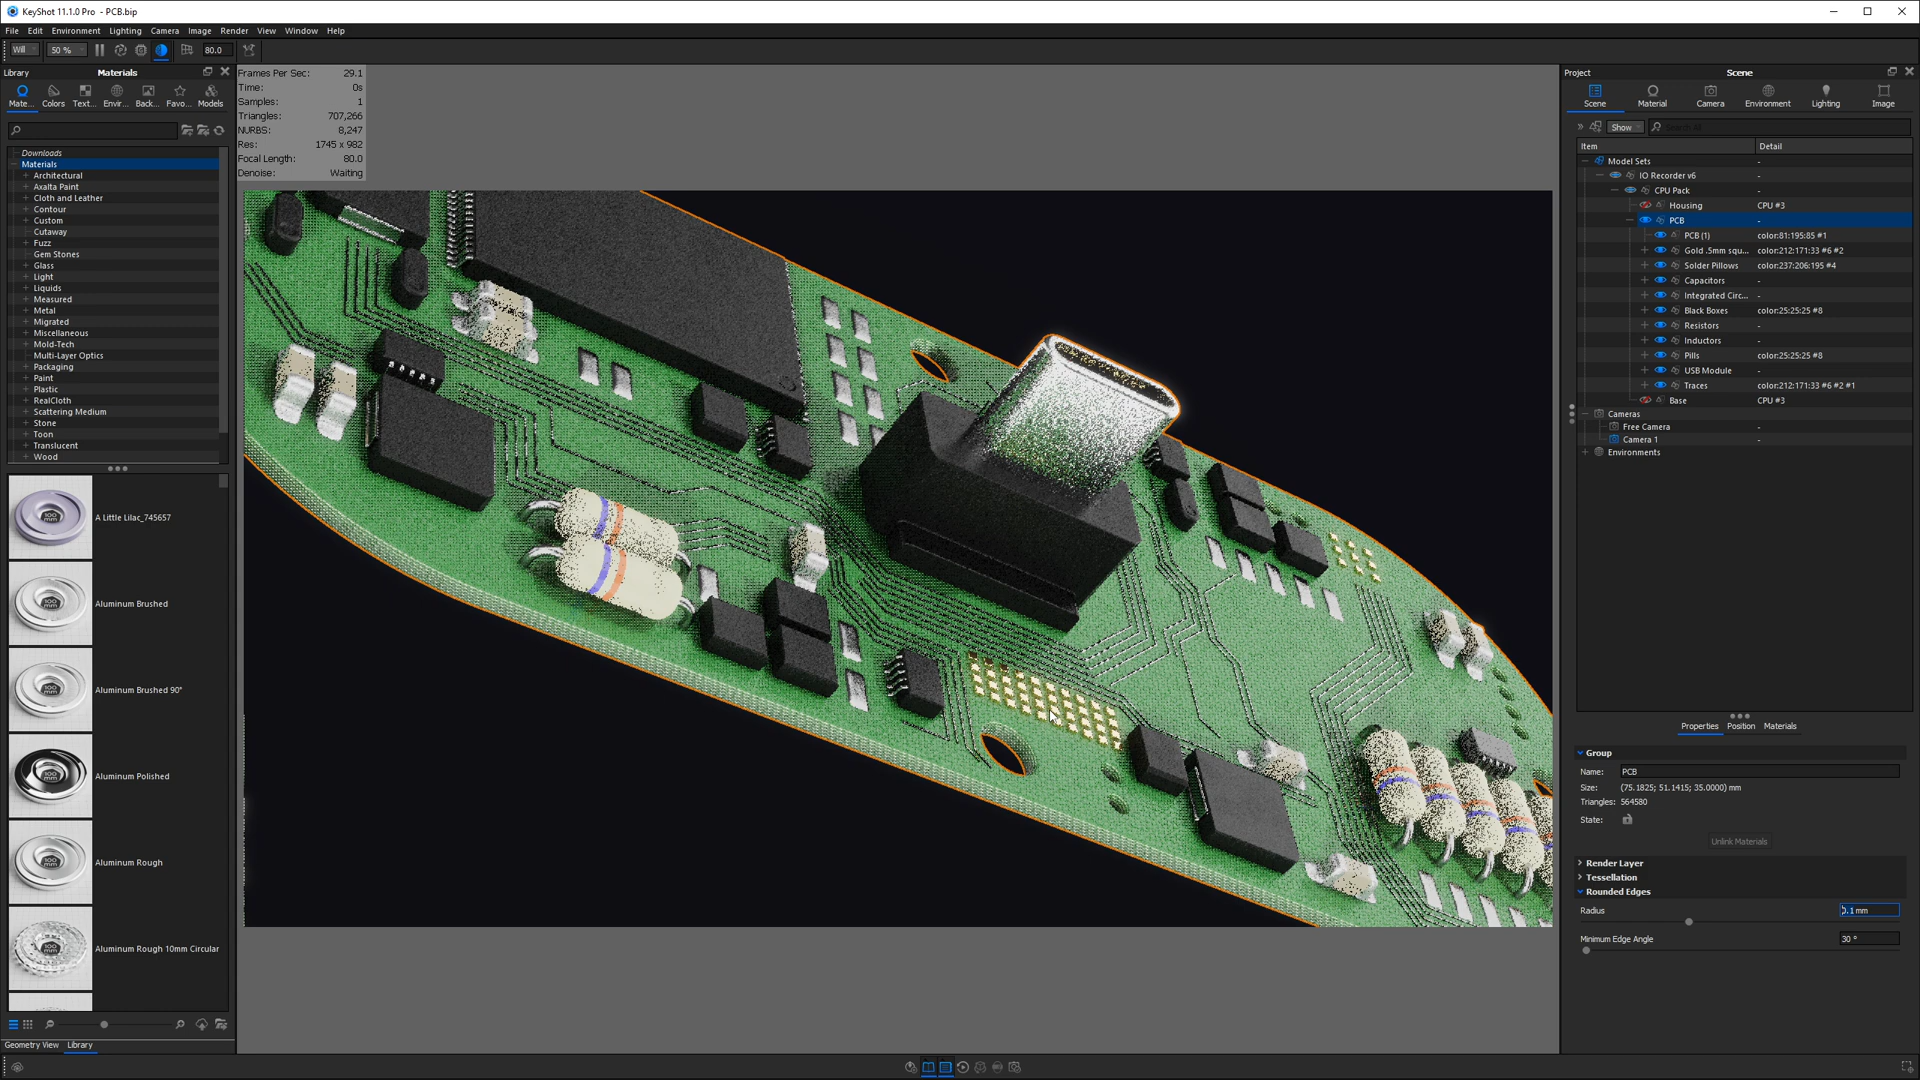 KeyShot 11.1.0 Pro - PCB.bip
File Edit Environment Lighting Camera Image Render View Window Help
Will 50 % 80.0
Library Materials
Mate... Colors Text... Envir... Back... Favo... Models
Downloads
Materials
Architectural
Axalta Paint
Cloth and Leather
Contour
Custom
Cutaway
Fuzz
Gem Stones
Glass
Light
Liquids
Measured
Metal
Migrated
Miscellaneous
Mold-Tech
Multi-Layer Optics
Packaging
Paint
Plastic
RealCloth
Scattering Medium
Stone
Toon
Translucent
Wood
A Little Lilac_745657
Aluminum Brushed
Aluminum Brushed 90°
Aluminum Polished
Aluminum Rough
Aluminum Rough 10mm Circular
Geometry View Library
Frames Per Sec: 29.1
Time: 0s
Samples: 1
Triangles: 707,266
NURBS: 8,247
Res: 1745 x 982
Focal Length: 80.0
Denoise: Waiting
Project Scene
Scene Material Camera Environment Lighting Image
Show Search All
Item Detail
Model Sets -
IO Recorder v6 -
CPU Pack -
Housing CPU #3
PCB -
PCB (1) color:81:195:85 #1
Gold .5mm squ... color:212:171:33 #6 #2
Solder Pillows color:237:206:195 #4
Capacitors -
Integrated Circ... -
Black Boxes color:25:25:25 #8
Resistors -
Inductors -
Pills color:25:25:25 #8
USB Module -
Traces color:212:171:33 #6 #2 #1
Base CPU #3
Cameras -
Free Camera -
Camera 1 -
Environments -
Properties Position Materials
Group
Name: PCB
Size: (75.1825; 51.1415; 35.0000) mm
Triangles: 564580
State:
Unlink Materials
Render Layer
Tessellation
Rounded Edges
Radius 0.1 mm
Minimum Edge Angle 30 °